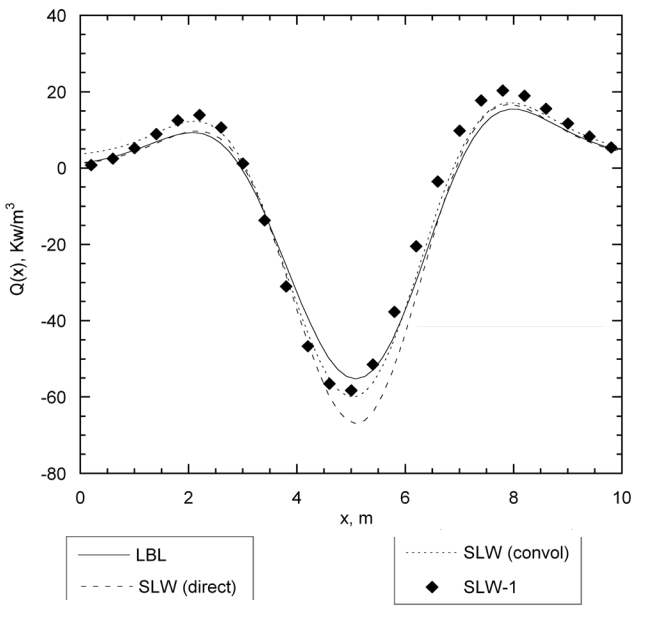 40
20
0
-20
-40
-60
-80
Q(x), Kw/m³
0 2 4 6 8 10
x, m
LBL
SLW (direct)
SLW (convol)
SLW-1